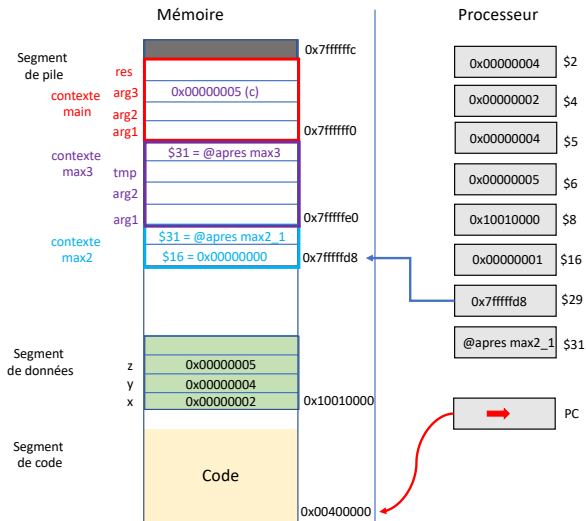 Mémoire
Processeur
0x7ffffffc
Segment
de pile
res
contexte
main
arg3
0x00000005 (c)
arg2
arg1
0x7ffffff0
contexte
max3
$31 = @apres max3
tmp
arg2
arg1
0x7fffffe0
contexte
max2
$31 = @apres max2_1
$16 = 0x00000000
0x7fffffd8
Segment
de données
z
0x00000005
y
0x00000004
x
0x00000002
0x10010000
Segment
de code
Code
0x00400000
0x00000004 $2
0x00000002 $4
0x00000004 $5
0x00000005 $6
0x10010000 $8
0x00000001 $16
0x7fffffd8 $29
@apres max2_1 $31
PC